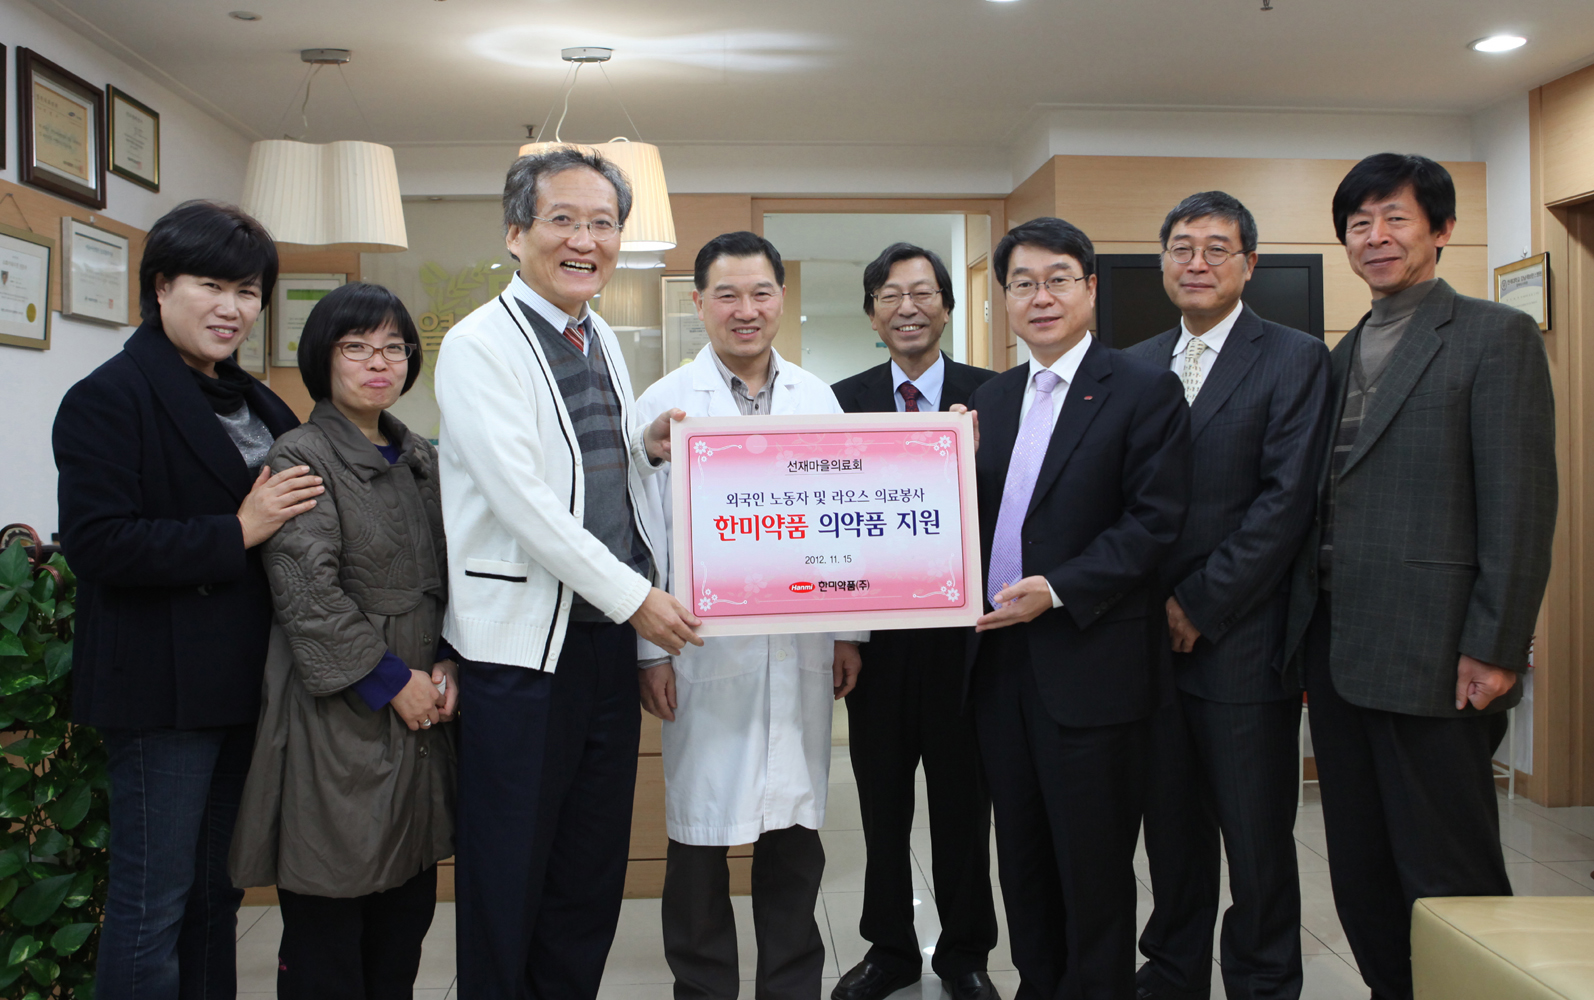 선재마을의료회
외국인 노동자 및 라오스 의료봉사
한미약품 의약품 지원
2012. 11. 15
Hanmi 한미약품(주)